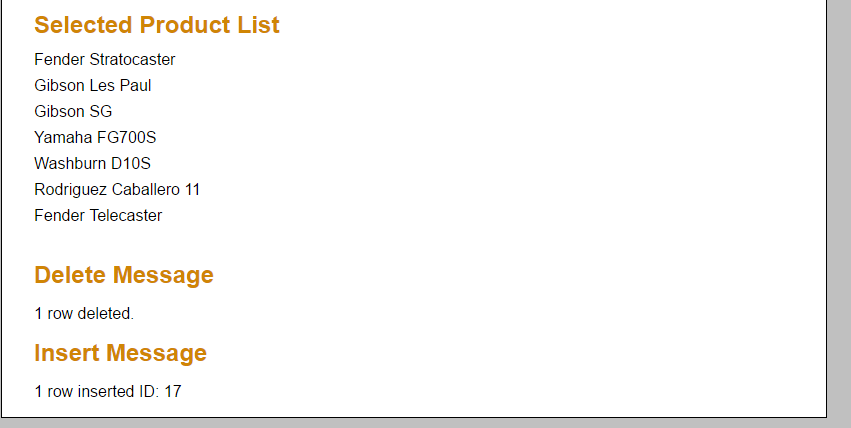 Selected Product List
Fender Stratocaster
Gibson Les Paul
Gibson SG
Yamaha FG700S
Washburn D10S
Rodriguez Caballero 11
Fender Telecaster
Delete Message
1 row deleted.
Insert Message
1 row inserted ID: 17